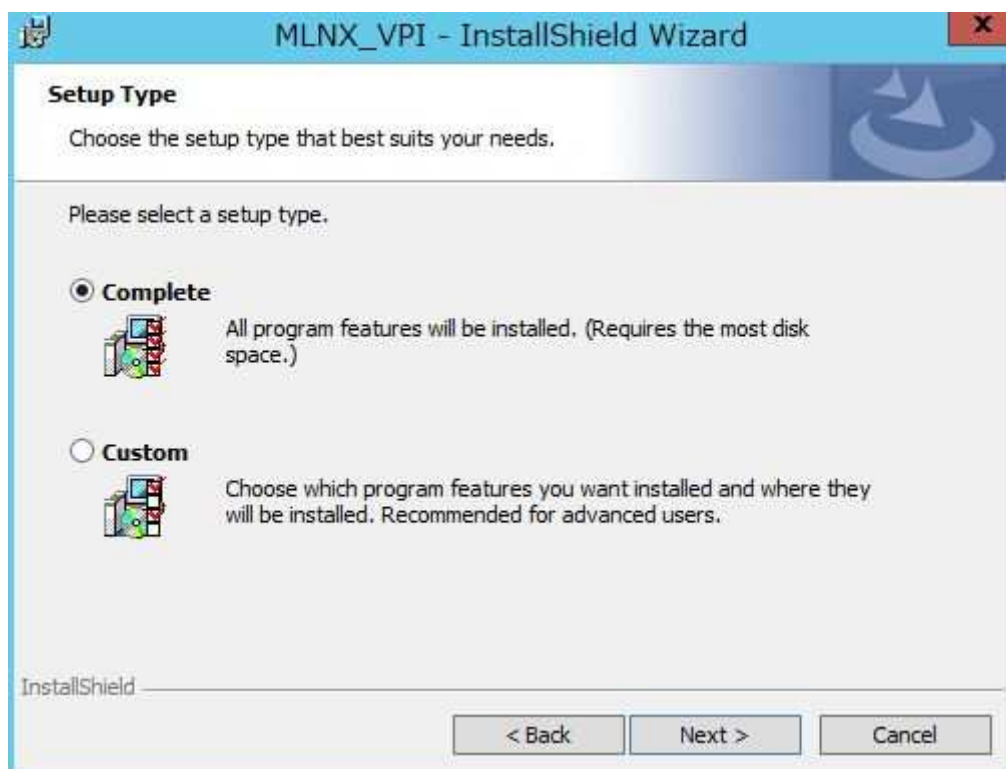 MLNX_VPI - InstallShield Wizard
x
Setup Type
Choose the setup type that best suits your needs.
Please select a setup type.
Complete
All program features will be installed. (Requires the most disk
space.)
Custom
Choose which program features you want installed and where they
will be installed. Recommended for advanced users.
InstallShield
< Back
Next >
Cancel